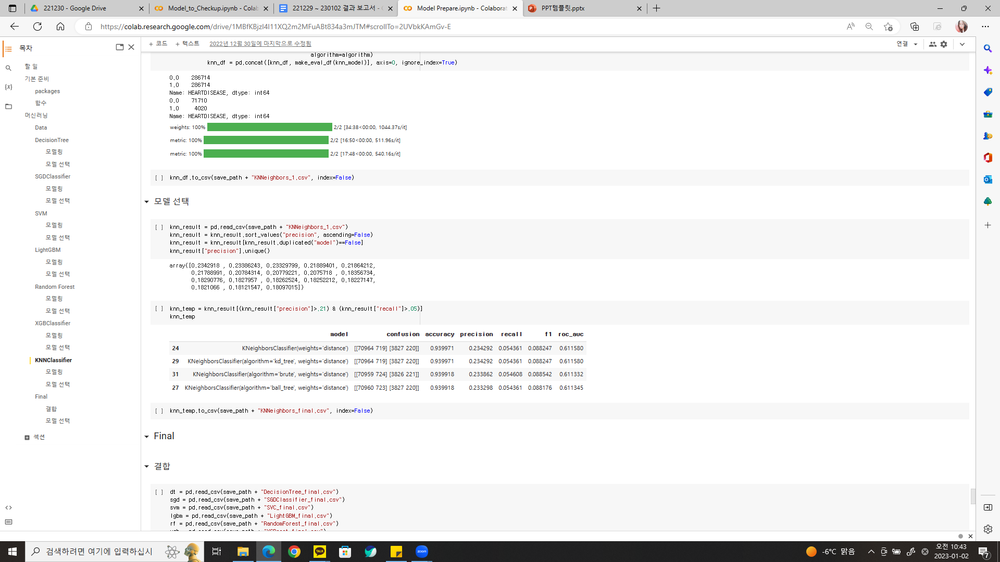 221230 - Google Drive
Model_to_Checkup.ipynb - Colab
221229 ~ 230102 결과 보고서 -
Model Prepare.ipynb - Colaborat
PPT템플릿.pptx
https://colab.research.google.com/drive/1MBfKBjzI4I11XQ2m2MFuABt834a3mJTM#scrollTo=2UVbkKAmGv-E
목차
+ 코드
+ 텍스트
2022년 12월 30일에 마지막으로 수정됨
연결
할 일
기본 준비
packages
함수
머신러닝
Data
DecisionTree
모델링
모델 선택
SGDClassifier
모델링
모델 선택
SVM
모델링
모델 선택
LightGBM
모델링
모델 선택
Random Forest
모델링
모델 선택
XGBClassifier
모델링
모델 선택
KNNClassifier
모델링
모델 선택
Final
결합
모델 선택
섹션
{x}
<>
algorithm=algorithm)
knn_df = pd.concat([knn_df, make_eval_df(knn_model)], axis=0, ignore_index=True)
0.0 286714
1.0 286714
Name: HEARTDISEASE, dtype: int64
0.0 71710
1.0 4020
Name: HEARTDISEASE, dtype: int64
weights: 100% 2/2 [34:38<00:00, 1044.37s/it]
metric: 100% 2/2 [16:50<00:00, 511.96s/it]
metric: 100% 2/2 [17:48<00:00, 540.16s/it]
[ ] knn_df.to_csv(save_path + "KNNeighbors_1.csv", index=False)
모델 선택
[ ] knn_result = pd.read_csv(save_path + "KNNeighbors_1.csv")
knn_result = knn_result.sort_values("precision", ascending=False)
knn_result = knn_result[knn_result.duplicated("model")==False]
knn_result["precision"].unique()
array([0.2342918 , 0.23386243, 0.23329799, 0.21889401, 0.21864212,
0.21788991, 0.20784314, 0.20779221, 0.2075718 , 0.18356734,
0.18290776, 0.1827957 , 0.18262524, 0.18252212, 0.18227147,
0.1821066 , 0.18121547, 0.18097015])
[ ] knn_temp = knn_result[(knn_result["precision"]>.21) & (knn_result["recall"]>.05)]
knn_temp
model confusion accuracy precision recall f1 roc_auc
24 KNeighborsClassifier(weights='distance') [[70964 719] [3827 220]] 0.939971 0.234292 0.054361 0.088247 0.611580
29 KNeighborsClassifier(algorithm='kd_tree', weights='distance') [[70964 719] [3827 220]] 0.939971 0.234292 0.054361 0.088247 0.611580
31 KNeighborsClassifier(algorithm='brute', weights='distance') [[70959 724] [3826 221]] 0.939918 0.233862 0.054608 0.088542 0.611332
27 KNeighborsClassifier(algorithm='ball_tree', weights='distance') [[70960 723] [3827 220]] 0.939918 0.233298 0.054361 0.088176 0.611345
[ ] knn_temp.to_csv(save_path + "KNNeighbors_final.csv", index=False)
Final
결합
[ ] dt = pd.read_csv(save_path + "DecisionTree_final.csv")
sgd = pd.read_csv(save_path + "SGDClassifier_final.csv")
svm = pd.read_csv(save_path + "SVC_final.csv")
lgbm = pd.read_csv(save_path + "LightGBM_final.csv")
rf = pd.read_csv(save_path + "RandomForest_final.csv")
검색하려면 여기에 입력하십시
TALK
zoom
-6°C 맑음
오전 10:43
2023-01-02
7